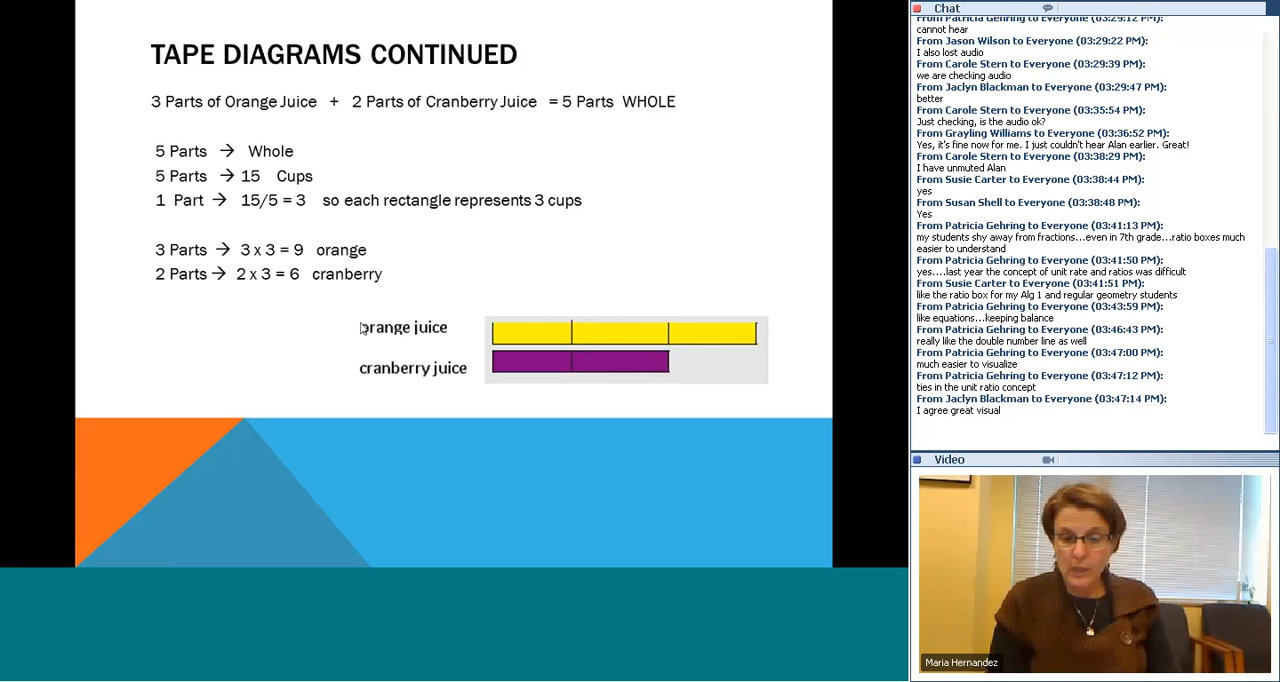 TAPE DIAGRAMS CONTINUED
3 Parts of Orange Juice + 2 Parts of Cranberry Juice = 5 Parts WHOLE
5 Parts → Whole
5 Parts → 15 Cups
1 Part → 15/5 = 3 so each rectangle represents 3 cups
3 Parts → 3 x 3 = 9 orange
2 Parts → 2 x 3 = 6 cranberry
orange juice
cranberry juice
Chat
From Patricia Gehring to Everyone (03:29:12 PM):
cannot hear
From Jason Wilson to Everyone (03:29:22 PM):
I also lost audio
From Carole Stern to Everyone (03:29:39 PM):
we are checking audio
From Jaclyn Blackman to Everyone (03:29:47 PM):
better
From Carole Stern to Everyone (03:35:54 PM):
Just checking, is the audio ok?
From Grayling Williams to Everyone (03:36:52 PM):
Yes, it's fine now for me. I just couldn't hear Alan earlier. Great!
From Carole Stern to Everyone (03:38:29 PM):
I have unmuted Alan
From Susie Carter to Everyone (03:38:44 PM):
yes
From Susan Shell to Everyone (03:38:48 PM):
Yes
From Patricia Gehring to Everyone (03:41:13 PM):
my students shy away from fractions...even in 7th grade...ratio boxes much
easier to understand
From Patricia Gehring to Everyone (03:41:50 PM):
yes....last year the concept of unit rate and ratios was difficult
From Susie Carter to Everyone (03:41:51 PM):
like the ratio box for my Alg 1 and regular geometry students
From Patricia Gehring to Everyone (03:43:59 PM):
like equations...keeping balance
From Patricia Gehring to Everyone (03:46:43 PM):
really like the double number line as well
From Patricia Gehring to Everyone (03:47:00 PM):
much easier to visualize
From Patricia Gehring to Everyone (03:47:12 PM):
ties in the unit ratio concept
From Jaclyn Blackman to Everyone (03:47:14 PM):
I agree great visual
Video
Maria Hernandez